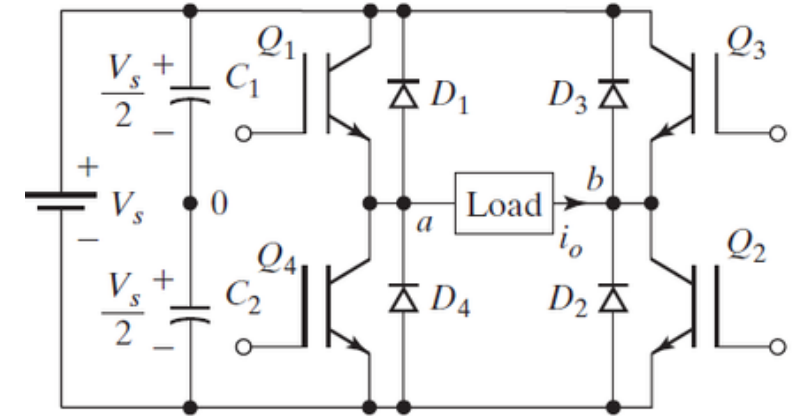 Q1
Q3
Vs
2
+
−
C1
D1
D3
+
Vs
−
0
a
Load
b
io
Q4
Q2
Vs
2
+
−
C2
D4
D2